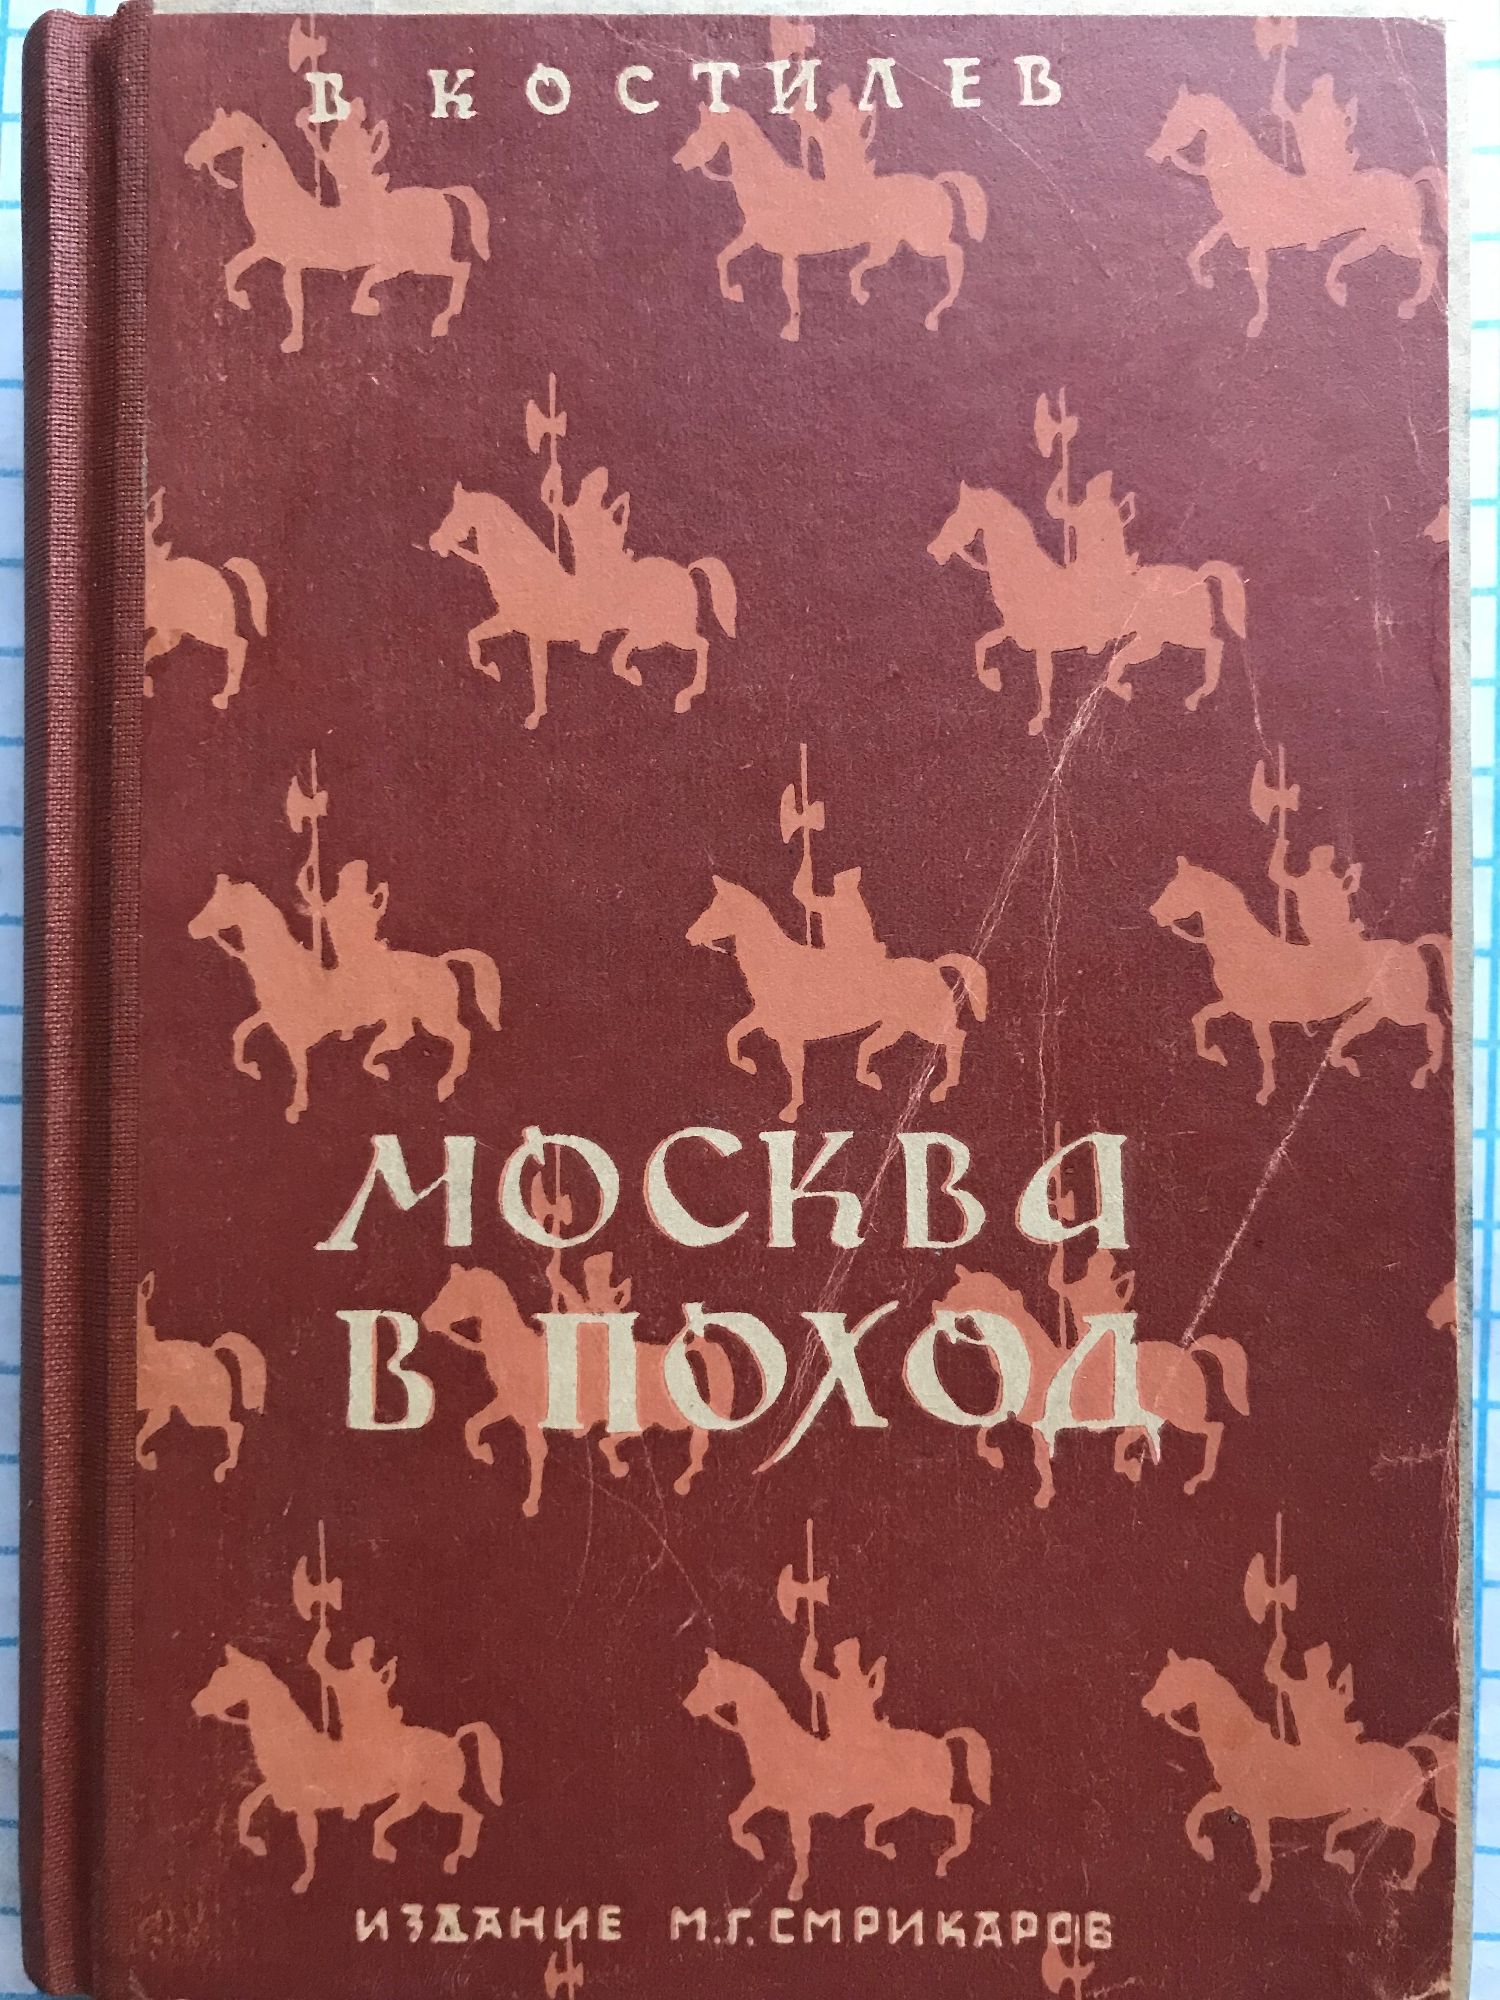 В КОСТИЛЕВ
МОСКВА
В ПОХОД
ИЗДАНИЕ М.Г.СМРИКАРОВ